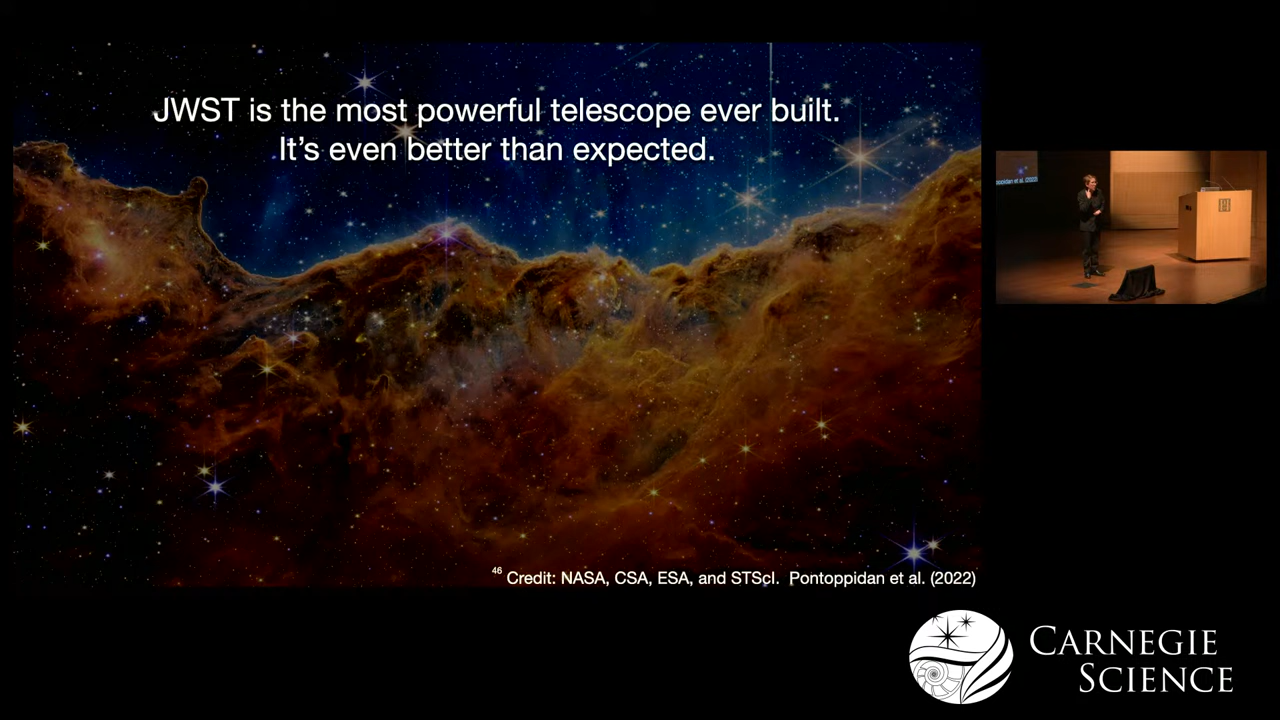 JWST is the most powerful telescope ever built.
It’s even better than expected.
46 Credit: NASA, CSA, ESA, and STScI. Pontoppidan et al. (2022)
CARNEGIE
SCIENCE